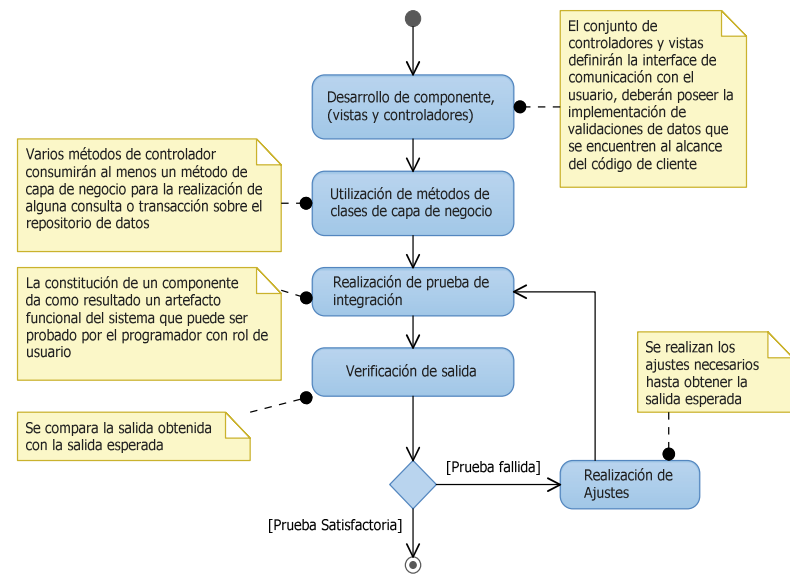 El conjunto de
controladores y vistas
definirán la interface de
comunicación con el
usuario, deberán poseer la
implementación de
validaciones de datos que
se encuentren al alcance
del código de cliente
Desarrollo de componente,
(vistas y controladores)
Varios métodos de controlador
consumirán al menos un método de
capa de negocio para la realización de
alguna consulta o transacción sobre el
repositorio de datos
Utilización de métodos de
clases de capa de negocio
La constitución de un componente
da como resultado un artefacto
funcional del sistema que puede ser
probado por el programador con rol de
usuario
Realización de prueba de
integración
Se realizan los
ajustes necesarios
hasta obtener la
salida esperada
Verificación de salida
Se compara la salida obtenida
con la salida esperada
[Prueba fallida]
Realización de
Ajustes
[Prueba Satisfactoria]